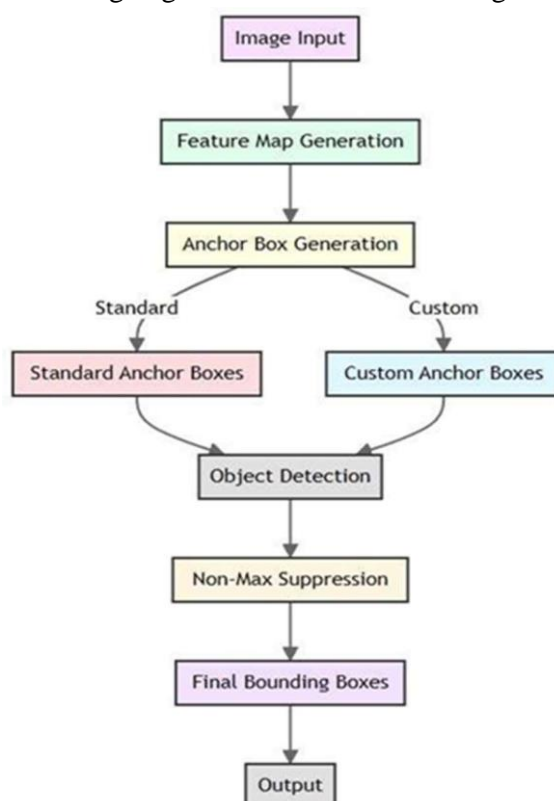 Image Input
Feature Map Generation
Anchor Box Generation
Standard
Custom
Standard Anchor Boxes
Custom Anchor Boxes
Object Detection
Non-Max Suppression
Final Bounding Boxes
Output